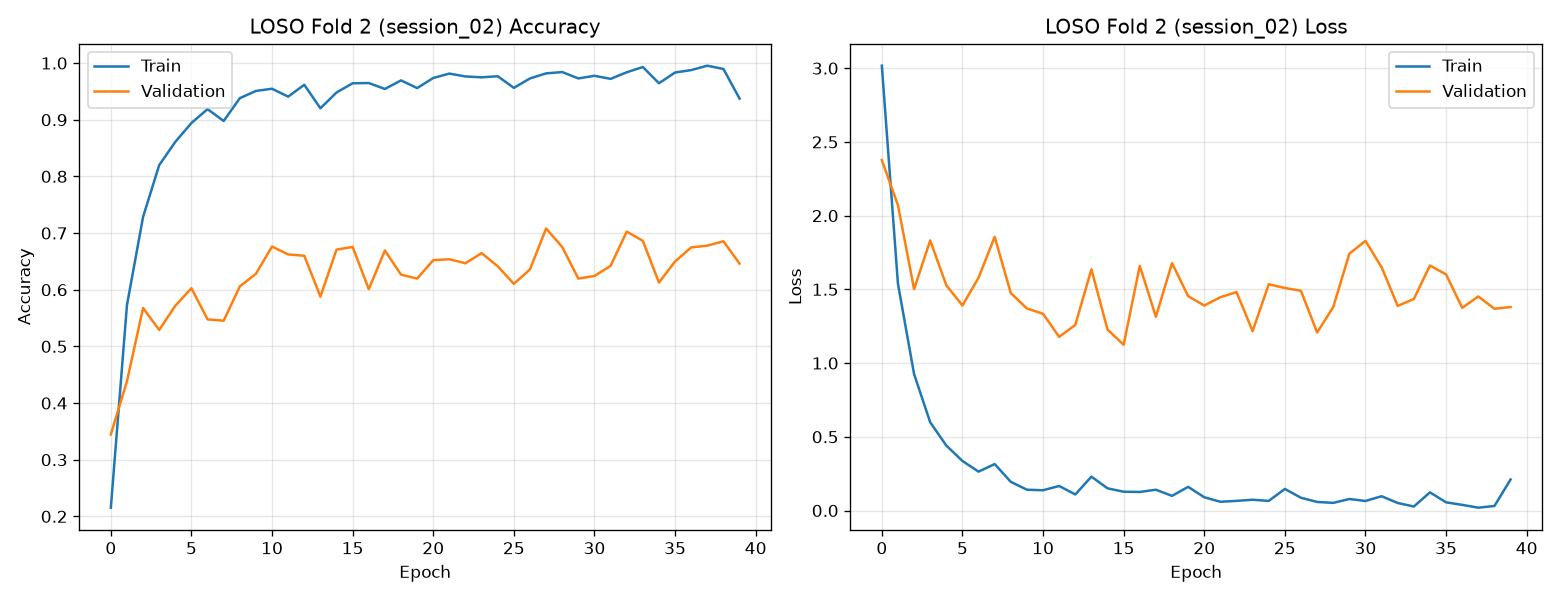 LOSO Fold 2 (session_02) Accuracy
Train
Validation
1.0
0.9
0.8
0.7
0.6
0.5
0.4
0.3
0.2
Accuracy
0 5 10 15 20 25 30 35 40
Epoch
LOSO Fold 2 (session_02) Loss
Train
Validation
3.0
2.5
2.0
1.5
1.0
0.5
0.0
Loss
0 5 10 15 20 25 30 35 40
Epoch